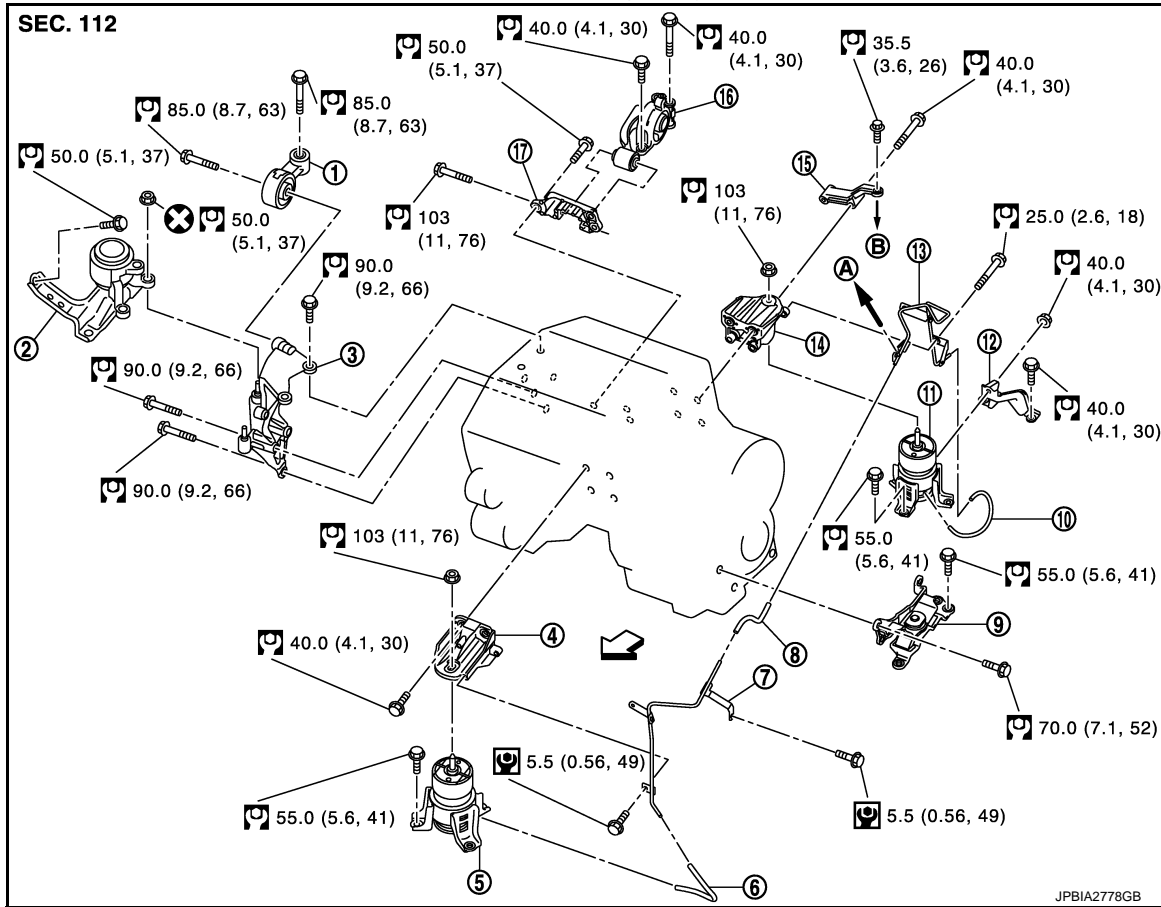 SEC. 112
40.0 (4.1, 30)
40.0
(4.1, 30)
50.0
(5.1, 37)
35.5
(3.6, 26)
40.0
(4.1, 30)
85.0 (8.7, 63)
85.0
(8.7, 63)
16
50.0 (5.1, 37)
1
17
15
103
(11, 76)
50.0
(5.1, 37)
103
(11, 76)
B
25.0 (2.6, 18)
90.0
(9.2, 66)
A
13
40.0
(4.1, 30)
2
3
14
12
90.0 (9.2, 66)
11
40.0
(4.1, 30)
90.0 (9.2, 66)
10
103 (11, 76)
55.0
(5.6, 41)
55.0 (5.6, 41)
4
9
40.0 (4.1, 30)
8
7
70.0 (7.1, 52)
5.5 (0.56, 49)
55.0 (5.6, 41)
5.5 (0.56, 49)
5
6
JPBIA2778GB